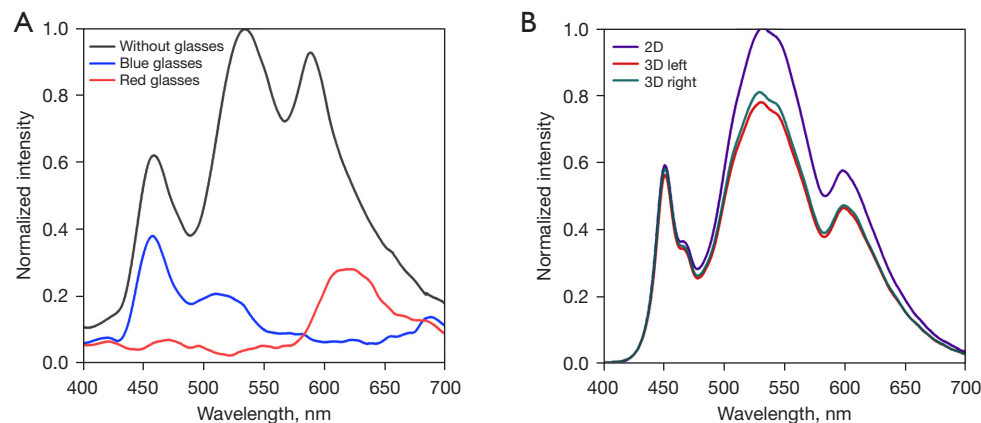 A
Normalized intensity
1.0
0.8
0.6
0.4
0.2
0.0
Without glasses
Blue glasses
Red glasses
400 450 500 550 600 650 700
Wavelength, nm
B
Normalized intensity
1.0
0.8
0.6
0.4
0.2
0.0
2D
3D left
3D right
400 450 500 550 600 650 700
Wavelength, nm